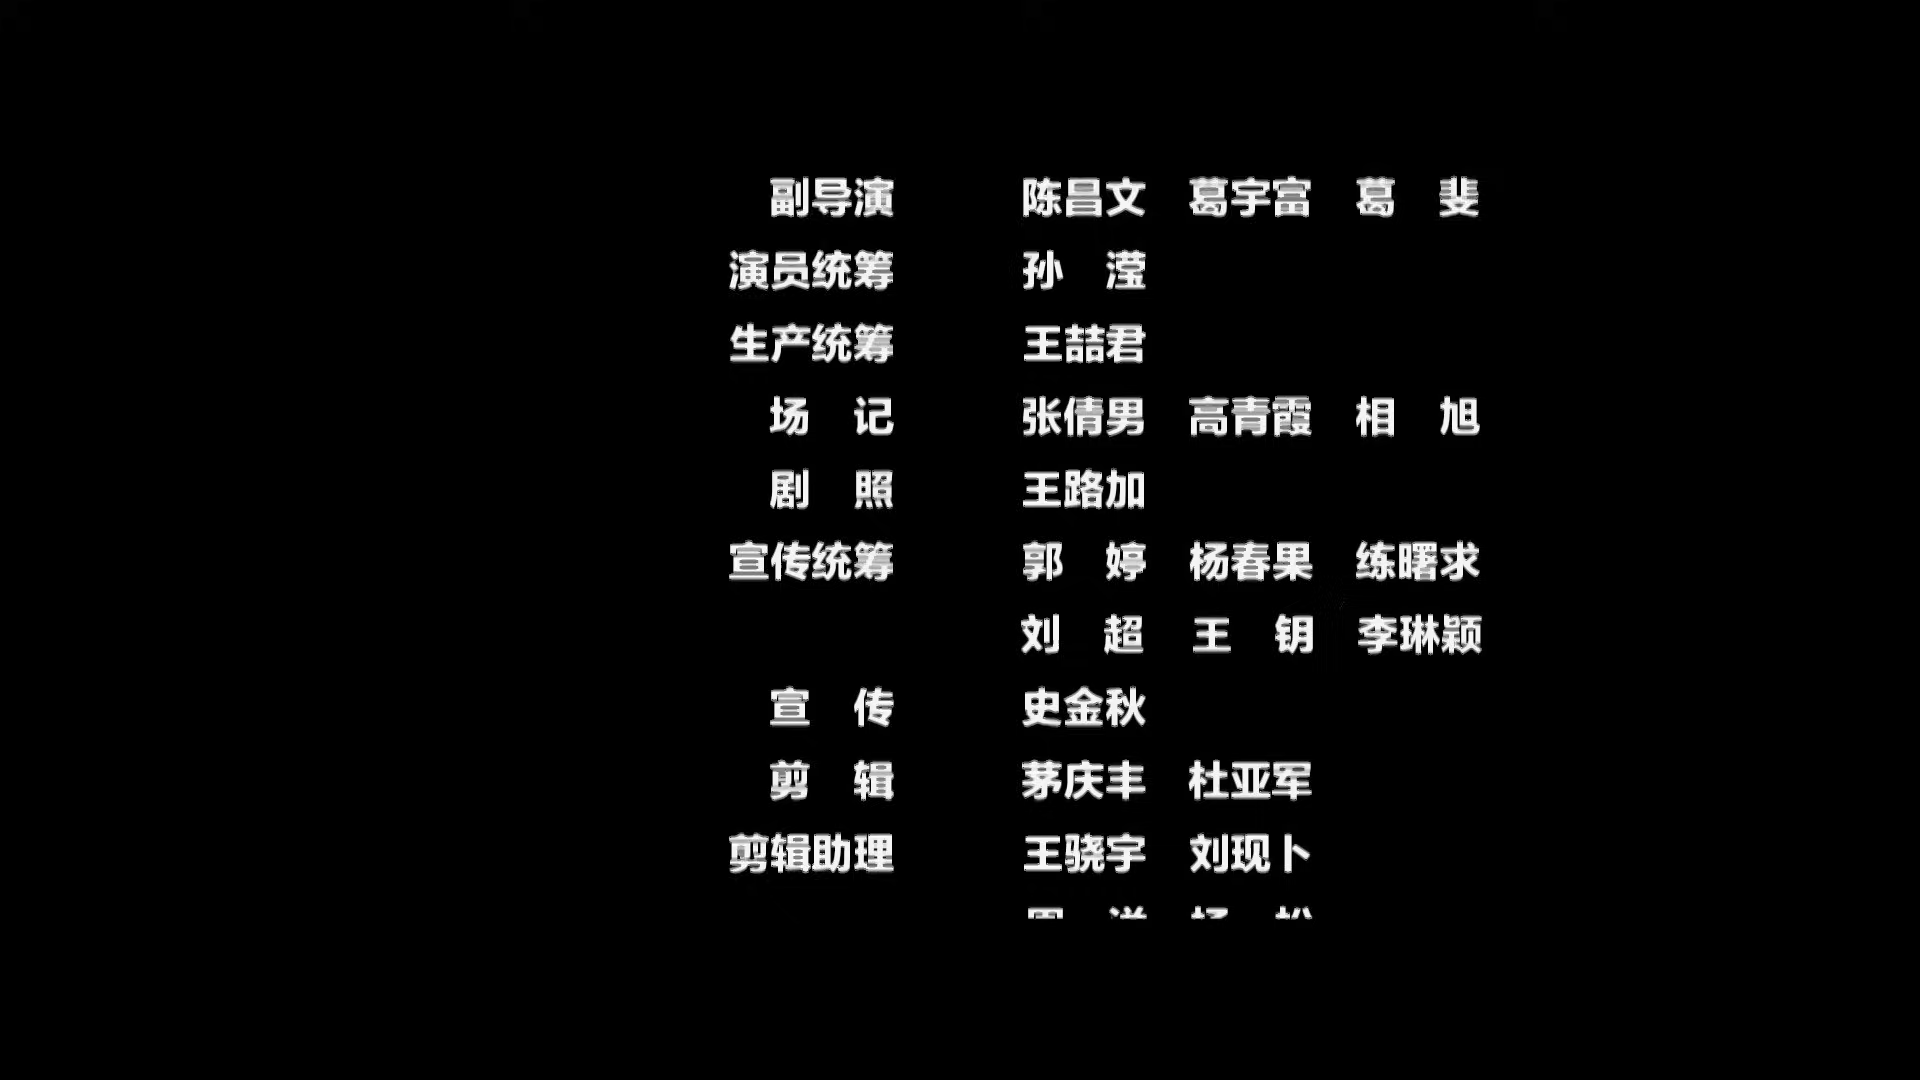 副导演 陈昌文 葛宇富 葛 斐
演员统筹 孙 滢
生产统筹 王喆君
场 记 张倩男 高青霞 相 旭
剧 照 王路加
宣传统筹 郭 婷 杨春果 练曙求
刘 超 王 钥 李琳颖
宣 传 史金秋
剪 辑 茅庆丰 杜亚军
剪辑助理 王骁宇 刘现卜